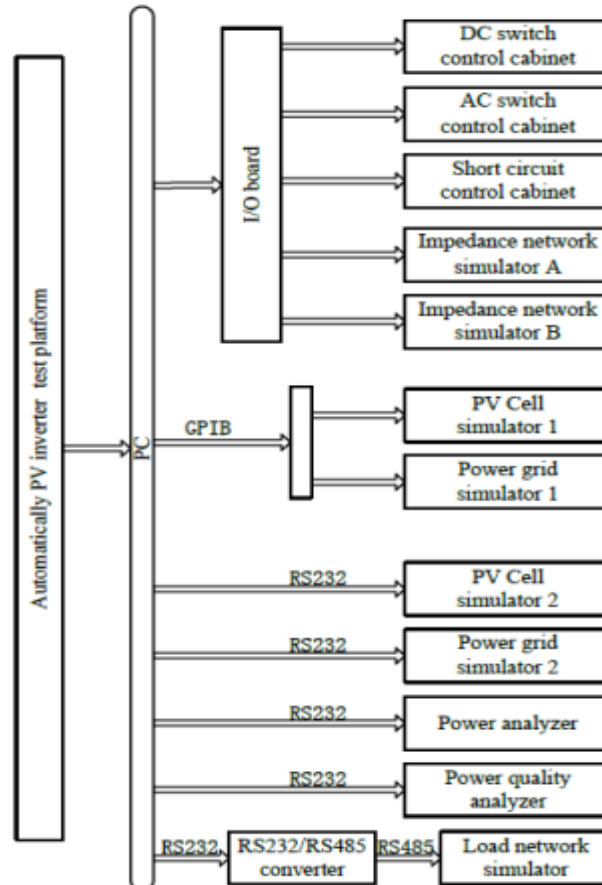 Automatically PV inverter test platform
PC
I/O board
DC switch
control cabinet
AC switch
control cabinet
Short circuit
control cabinet
Impedance network
simulator A
Impedance network
simulator B
GPIB
PV Cell
simulator 1
Power grid
simulator 1
RS232
PV Cell
simulator 2
RS232
Power grid
simulator 2
RS232
Power analyzer
RS232
Power quality
analyzer
RS232
RS232/RS485
converter
RS485
Load network
simulator